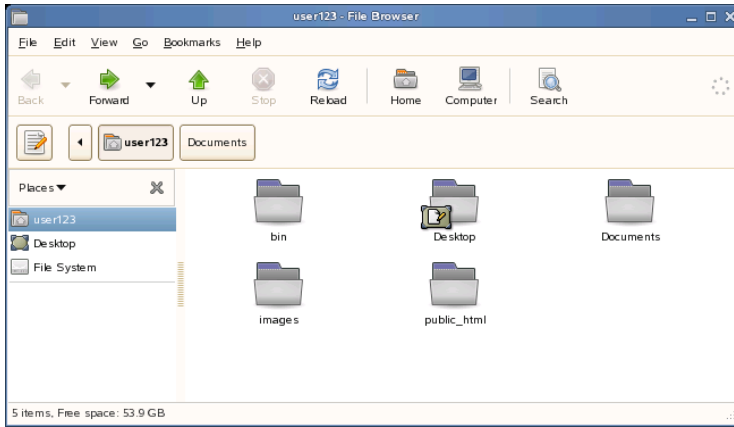 user123 - File Browser
File Edit View Go Bookmarks Help
Back Forward Up Stop Reload Home Computer Search
user123 Documents
Places
user123
Desktop
File System
bin Desktop Documents
images public_html
5 items, Free space: 53.9 GB